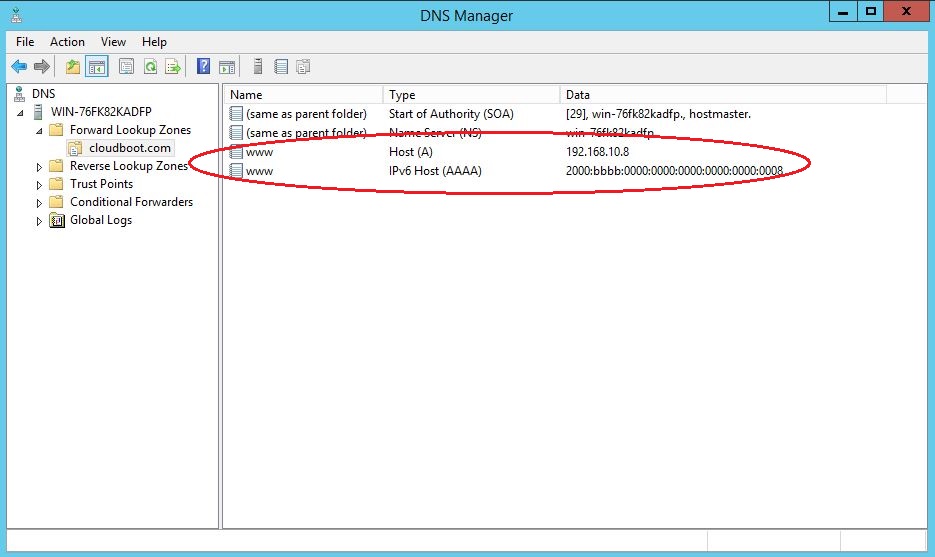 DNS Manager
File Action View Help
DNS
WIN-76FK82KADFP
Forward Lookup Zones
cloudboot.com
Reverse Lookup Zones
Trust Points
Conditional Forwarders
Global Logs
Name Type Data
(same as parent folder) Start of Authority (SOA) [29], win-76fk82kadfp., hostmaster.
(same as parent folder) Name Server (NS) win-76fk82kadfp.
www Host (A) 192.168.10.8
www IPv6 Host (AAAA) 2000:bbbb:0000:0000:0000:0000:0000:0008